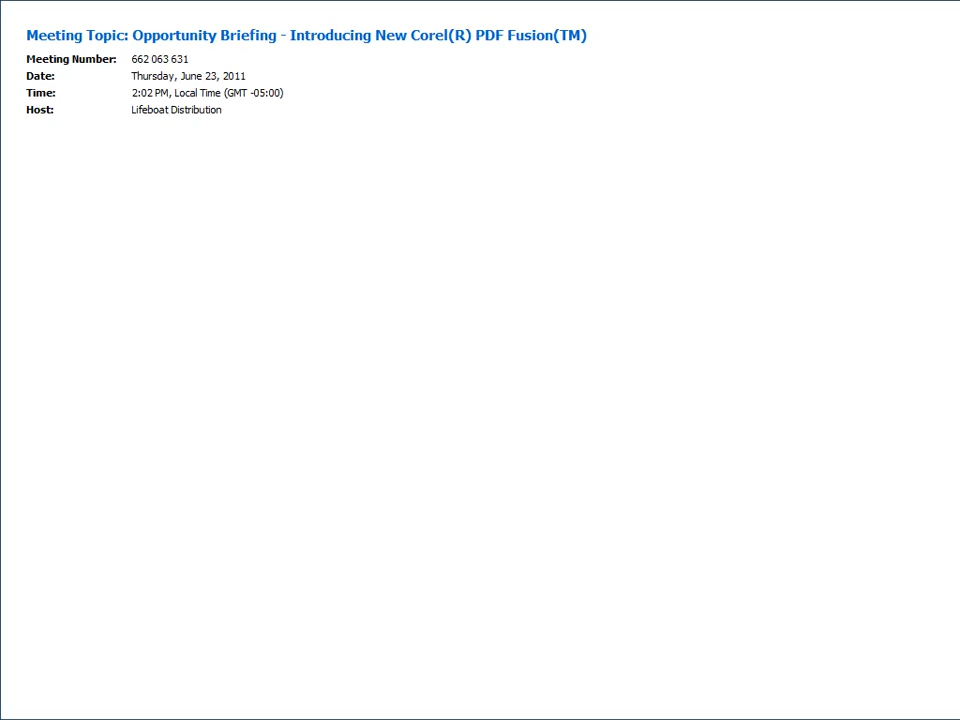 Meeting Topic: Opportunity Briefing - Introducing New Corel(R) PDF Fusion(TM)
Meeting Number: 662 063 631
Date: Thursday, June 23, 2011
Time: 2:02 PM, Local Time (GMT -05:00)
Host: Lifeboat Distribution